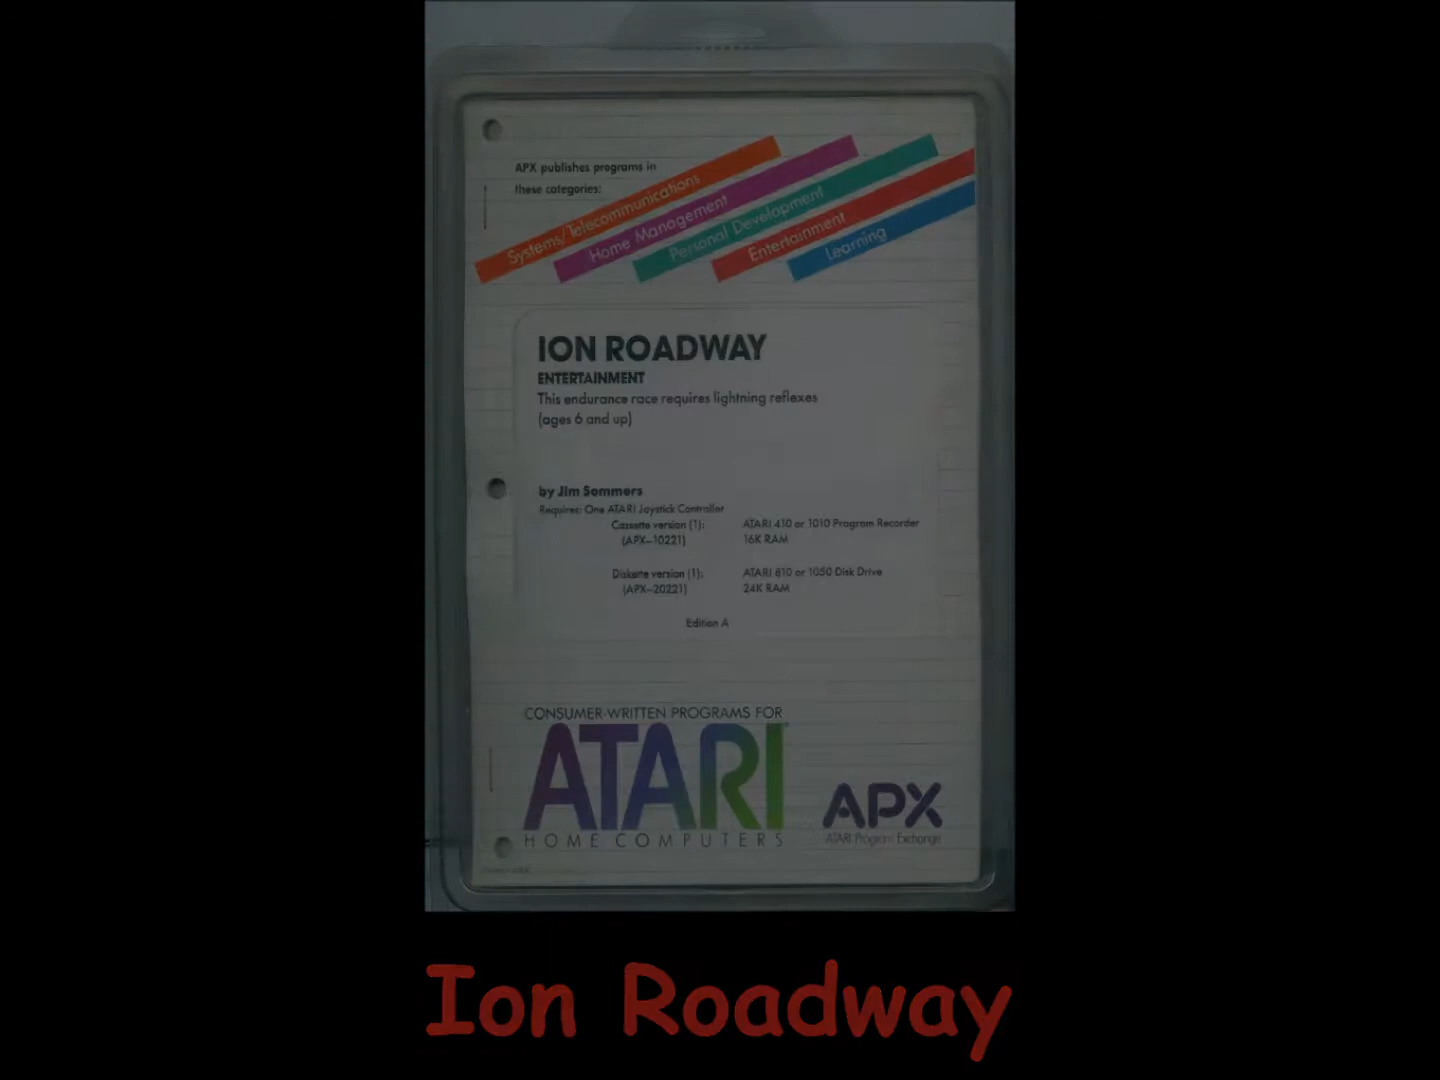 APX publishes programs in
these categories:
Systems/Telecommunications
Home Management
Personal Development
Entertainment
Learning
ION ROADWAY
ENTERTAINMENT
This endurance race requires lightning reflexes
(ages 6 and up)
by Jim Sommers
Requires: One ATARI Joystick Controller
Cassette version (1): ATARI 410 or 1010 Program Recorder
(APX-10221) 16K RAM
Diskette version (1): ATARI 810 or 1050 Disk Drive
(APX-20221) 24K RAM
Edition A
CONSUMER-WRITTEN PROGRAMS FOR
ATARI
HOME COMPUTERS
APX
ATARI Program Exchange
Ion Roadway